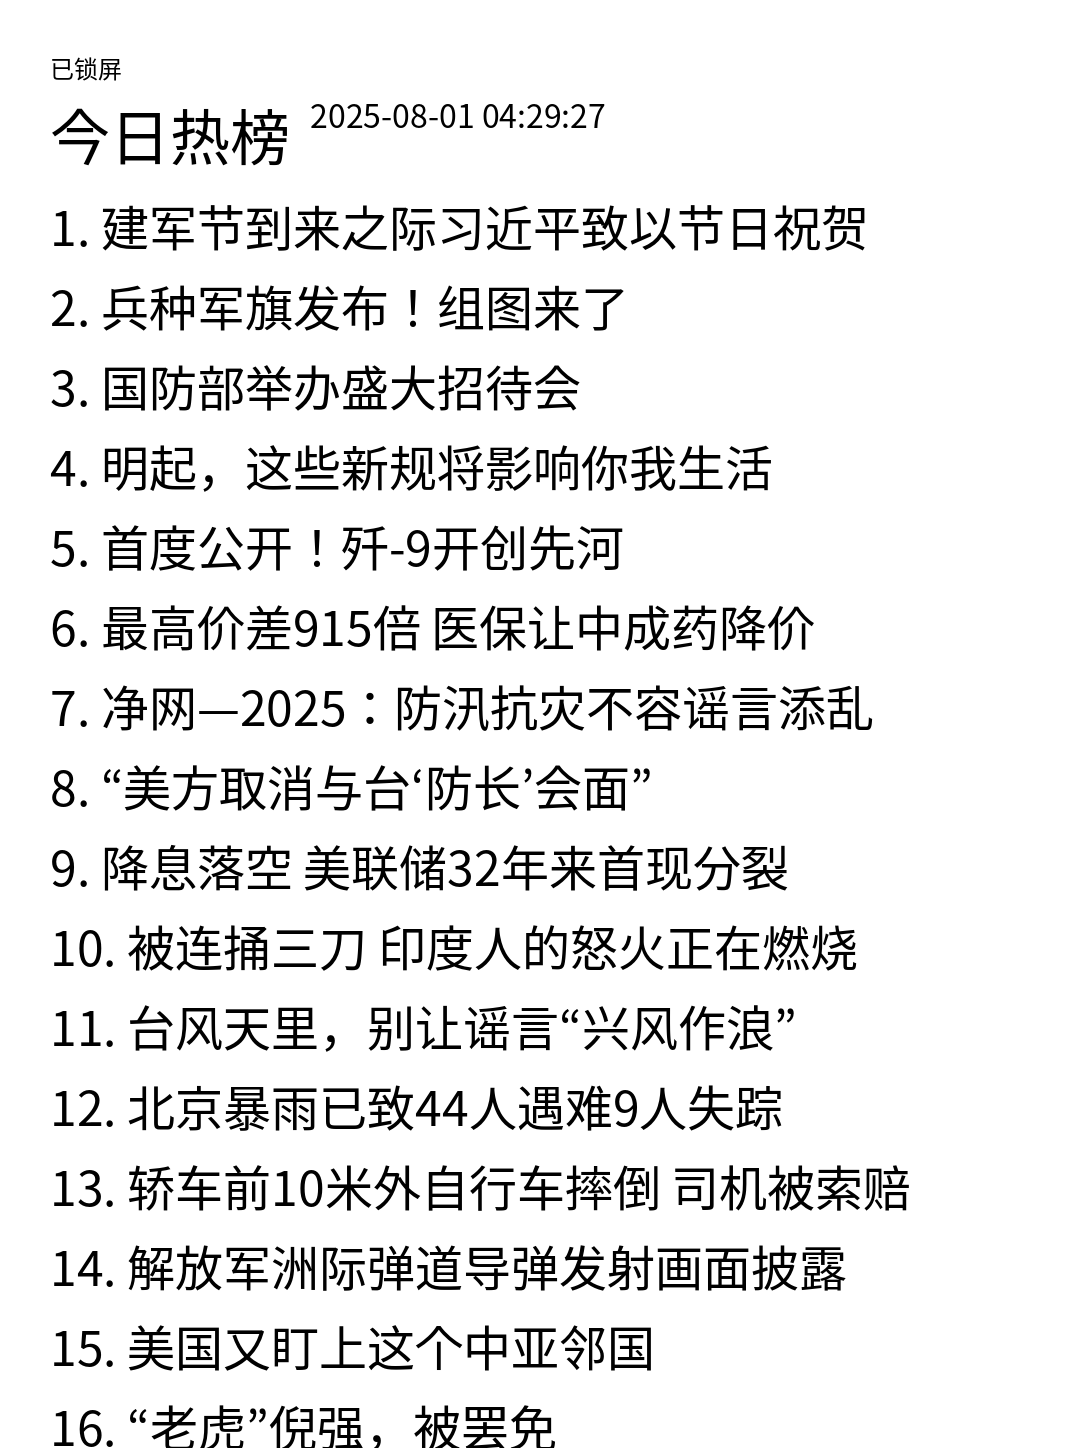 已锁屏
今日热榜 2025-08-01 04:29:27
1. 建军节到来之际习近平致以节日祝贺
2. 兵种军旗发布！组图来了
3. 国防部举办盛大招待会
4. 明起，这些新规将影响你我生活
5. 首度公开！歼-9开创先河
6. 最高价差915倍 医保让中成药降价
7. 净网—2025：防汛抗灾不容谣言添乱
8. “美方取消与台‘防长’会面”
9. 降息落空 美联储32年来首现分裂
10. 被连捅三刀 印度人的怒火正在燃烧
11. 台风天里，别让谣言“兴风作浪”
12. 北京暴雨已致44人遇难9人失踪
13. 轿车前10米外自行车摔倒 司机被索赔
14. 解放军洲际弹道导弹发射画面披露
15. 美国又盯上这个中亚邻国
16. “老虎”倪强，被罢免